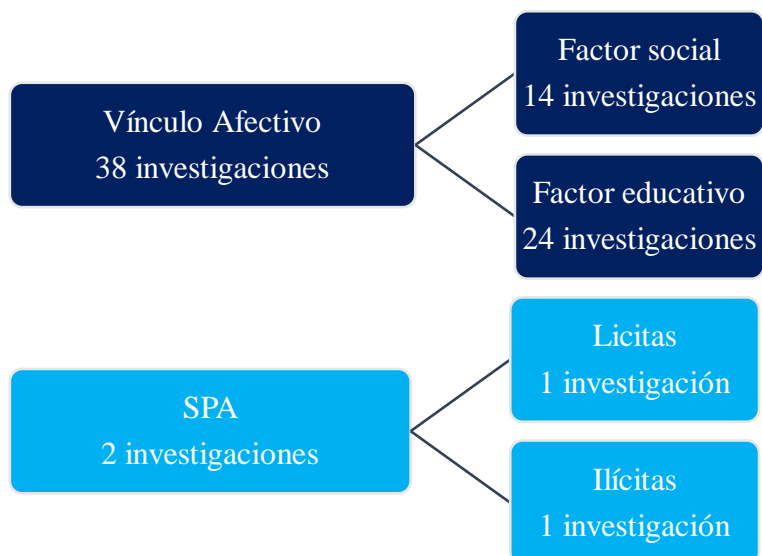 Vínculo Afectivo
38 investigaciones
Factor social
14 investigaciones
Factor educativo
24 investigaciones
SPA
2 investigaciones
Licitas
1 investigación
Ilícitas
1 investigación